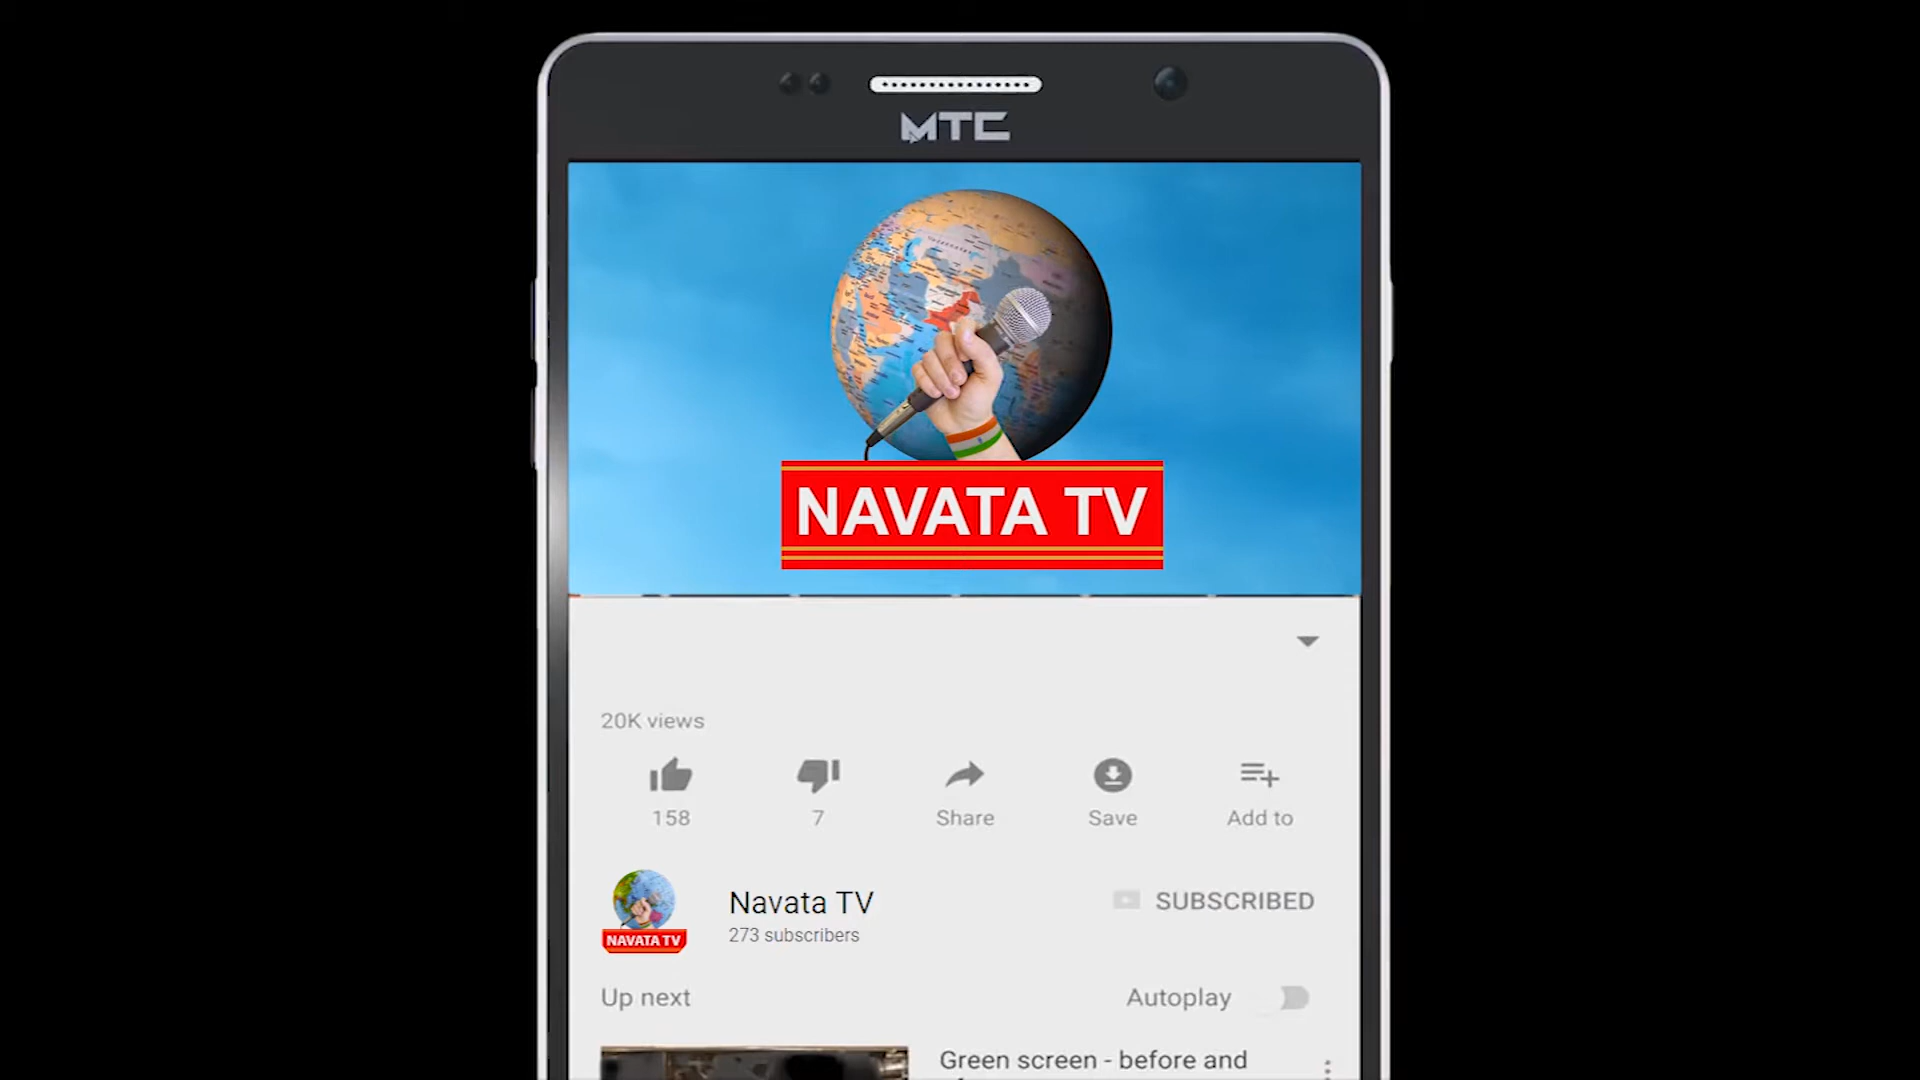 MTC
NAVATA TV
20K views
158
7
Share
Save
Add to
NAVATA TV
Navata TV
273 subscribers
SUBSCRIBED
Up next
Autoplay
Green screen - before and